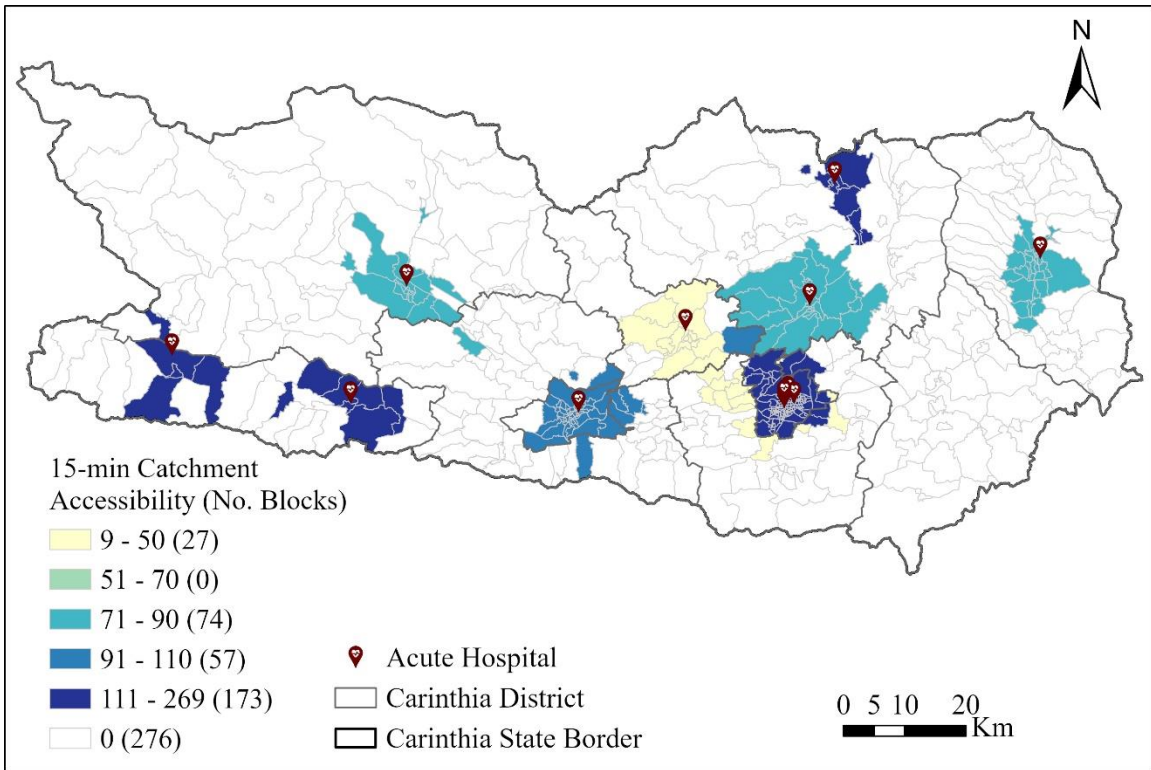 N
15-min Catchment
Accessibility (No. Blocks)
9 - 50 (27)
51 - 70 (0)
71 - 90 (74)
91 - 110 (57)
111 - 269 (173)
0 (276)
Acute Hospital
Carinthia District
Carinthia State Border
0 5 10 20
Km